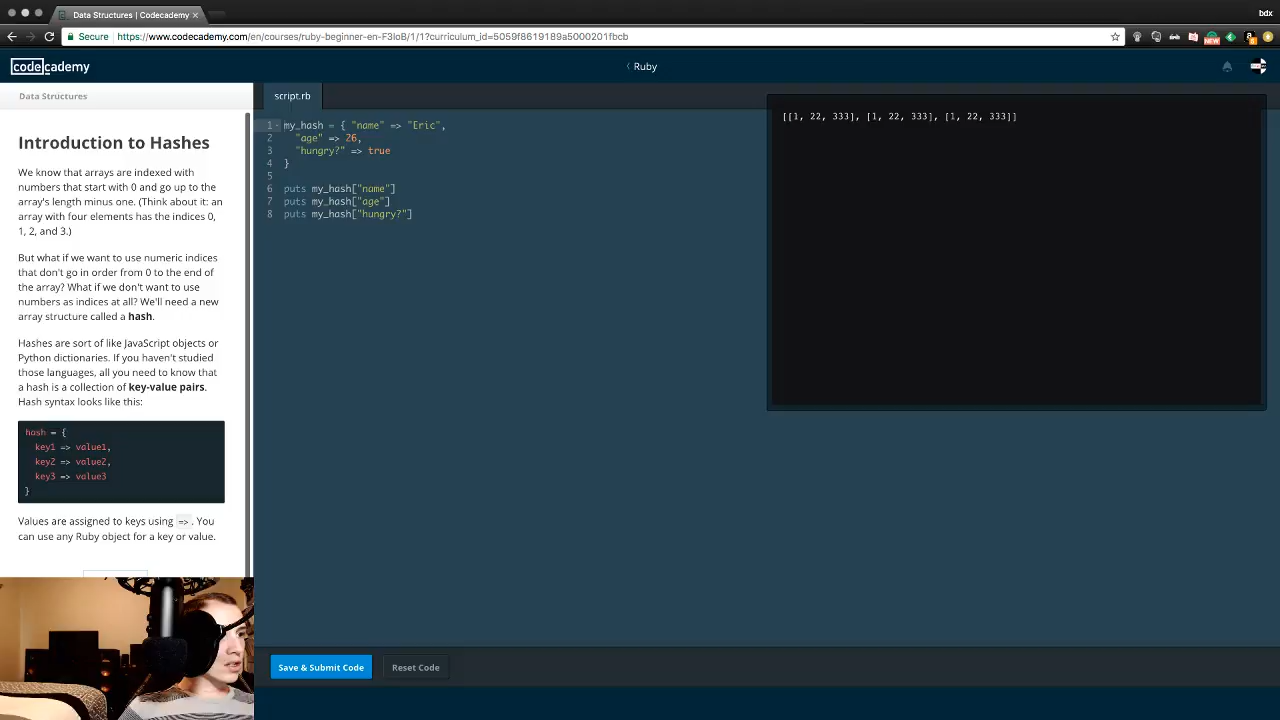 Data Structures | Codecademy
bdx
Secure
https://www.codecademy.com/en/courses/ruby-beginner-en-F3loB/1/1?curriculum_id=5059f8619189a5000201fbcb
NEW
codecademy
Ruby
Data Structures
script.rb
Introduction to Hashes
We know that arrays are indexed with
numbers that start with 0 and go up to the
array's length minus one. (Think about it: an
array with four elements has the indices 0,
1, 2, and 3.)
But what if we want to use numeric indices
that don't go in order from 0 to the end of
the array? What if we don't want to use
numbers as indices at all? We'll need a new
array structure called a hash.
Hashes are sort of like JavaScript objects or
Python dictionaries. If you haven't studied
those languages, all you need to know that
a hash is a collection of key-value pairs.
Hash syntax looks like this:
hash = {
key1 => value1,
key2 => value2,
key3 => value3
}
Values are assigned to keys using =>. You
can use any Ruby object for a key or value.
1 my_hash = { "name" => "Eric",
2 "age" => 26,
3 "hungry?" => true
4 }
5
6 puts my_hash["name"]
7 puts my_hash["age"]
8 puts my_hash["hungry?"]
[[1, 22, 333], [1, 22, 333], [1, 22, 333]]
Save & Submit Code
Reset Code